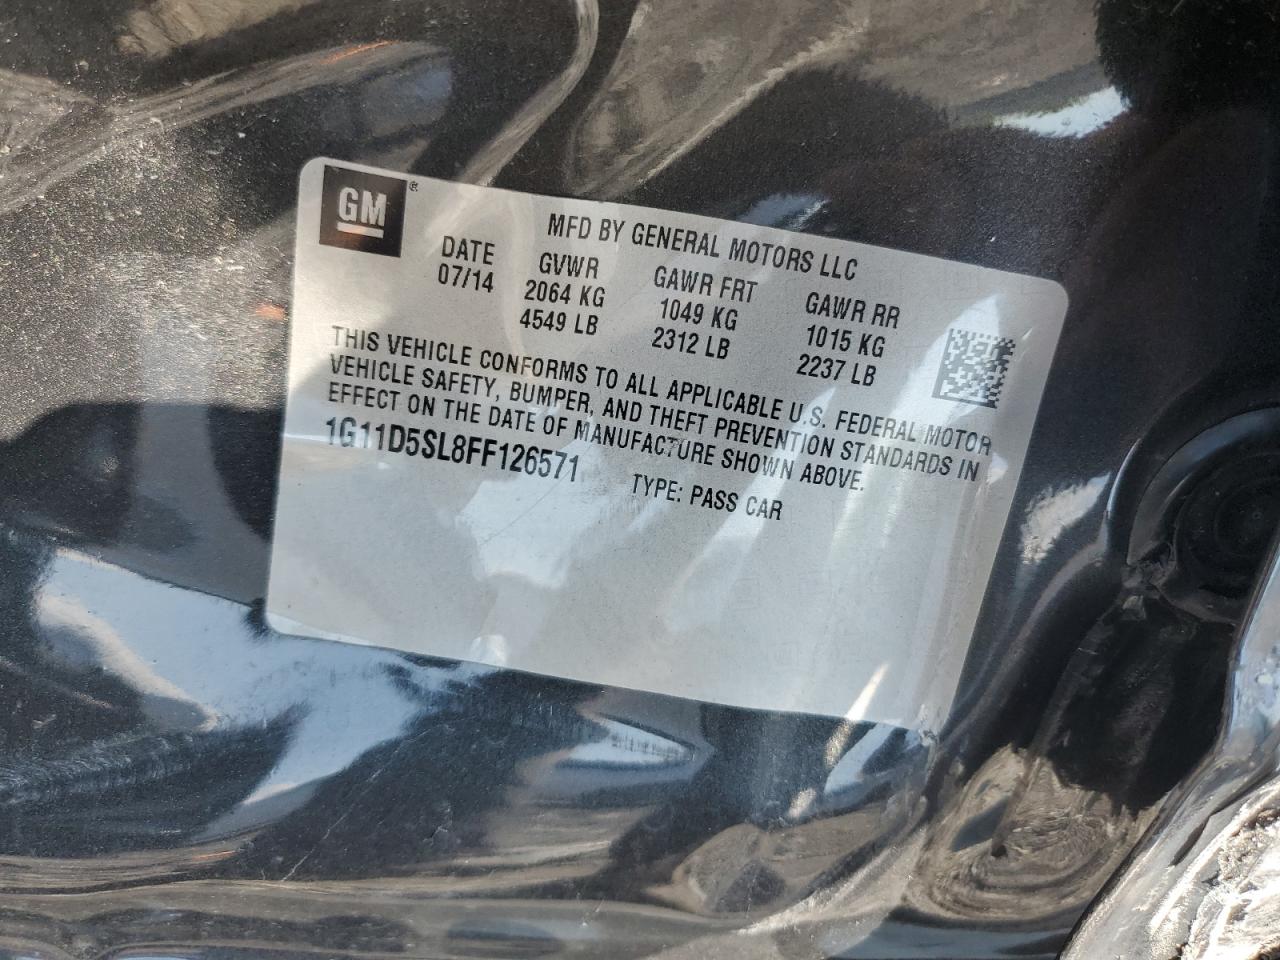 GM ®
MFD BY GENERAL MOTORS LLC
DATE GVWR GAWR FRT GAWR RR
07/14 2064 KG 1049 KG 1015 KG
4549 LB 2312 LB 2237 LB
THIS VEHICLE CONFORMS TO ALL APPLICABLE U.S. FEDERAL MOTOR
VEHICLE SAFETY, BUMPER, AND THEFT PREVENTION STANDARDS IN
EFFECT ON THE DATE OF MANUFACTURE SHOWN ABOVE.
1G11D5SL8FF126571 TYPE: PASS CAR